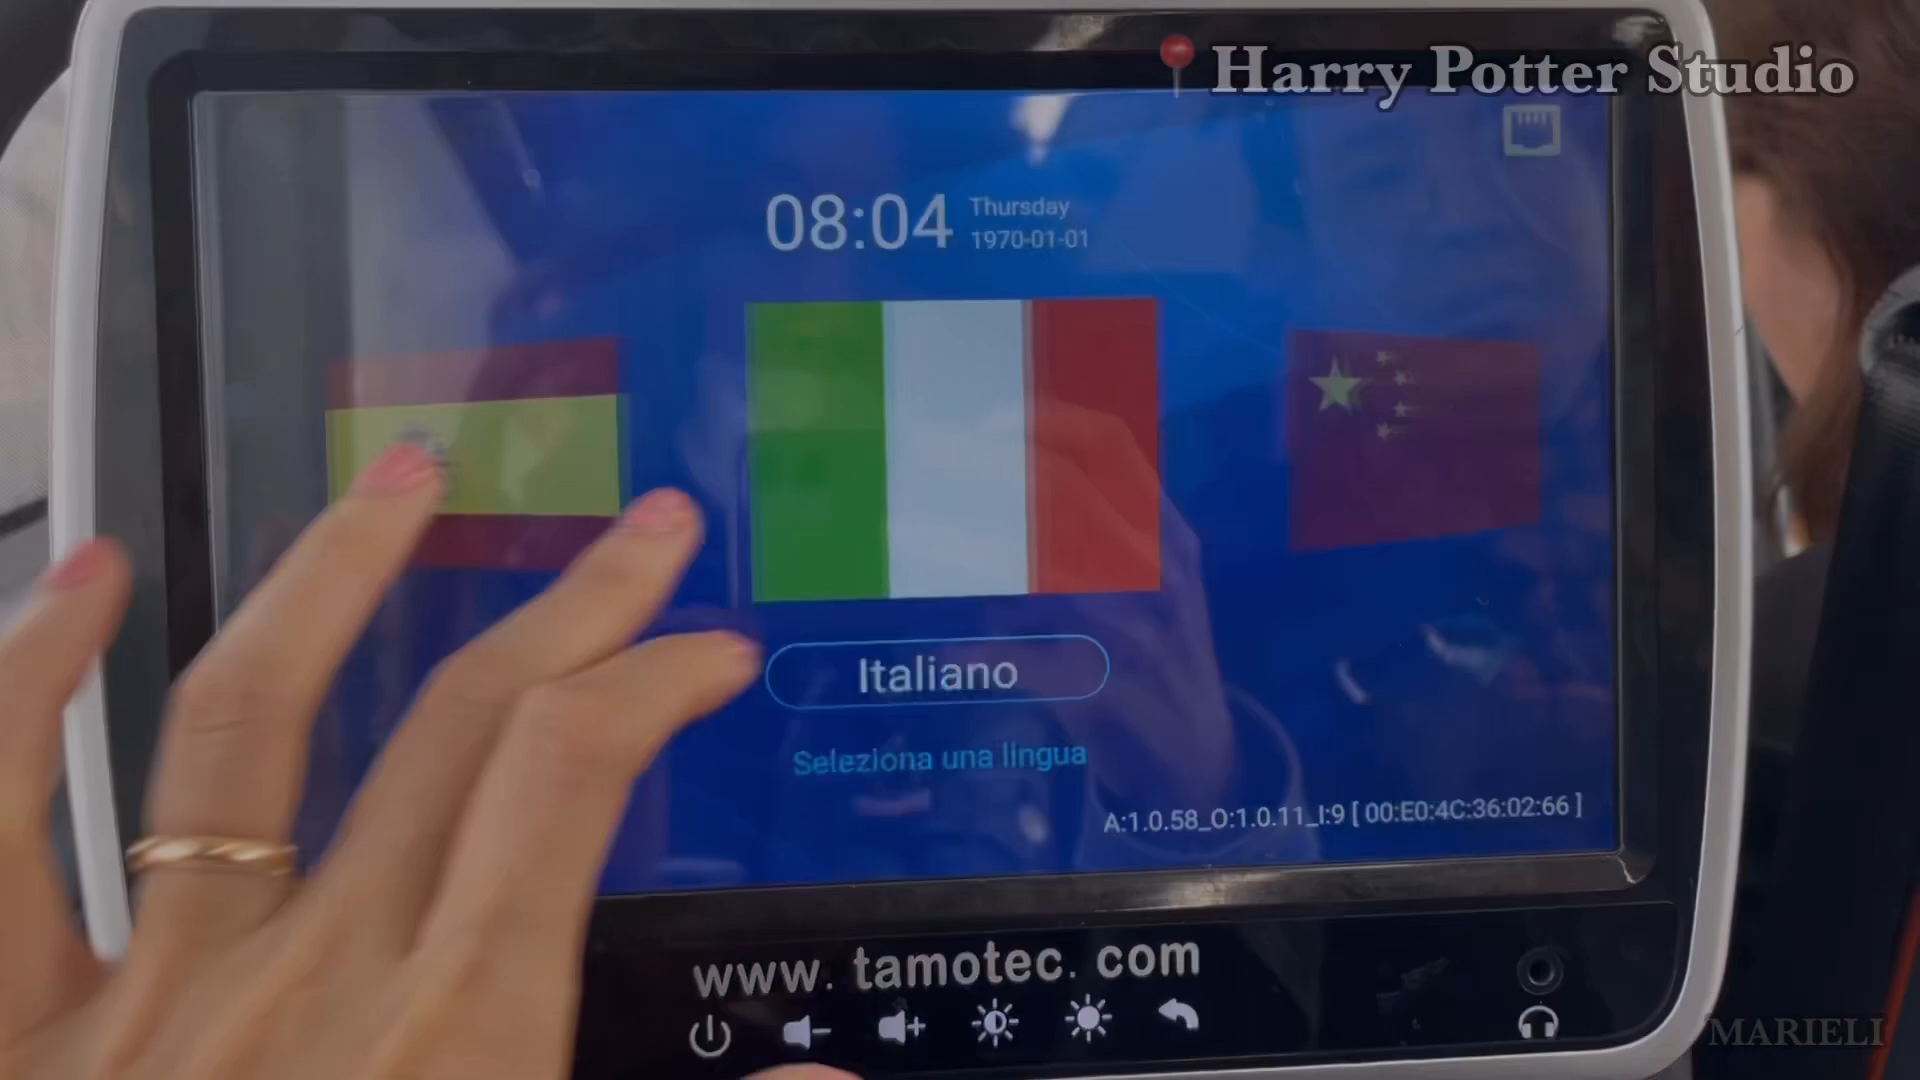 Harry Potter Studio
08:04
Thursday
1970-01-01
Italiano
Seleziona una lingua
A:1.0.58_O:1.0.11_I:9 [ 00:E0:4C:36:02:66 ]
www. tamotec. com
MARIELI